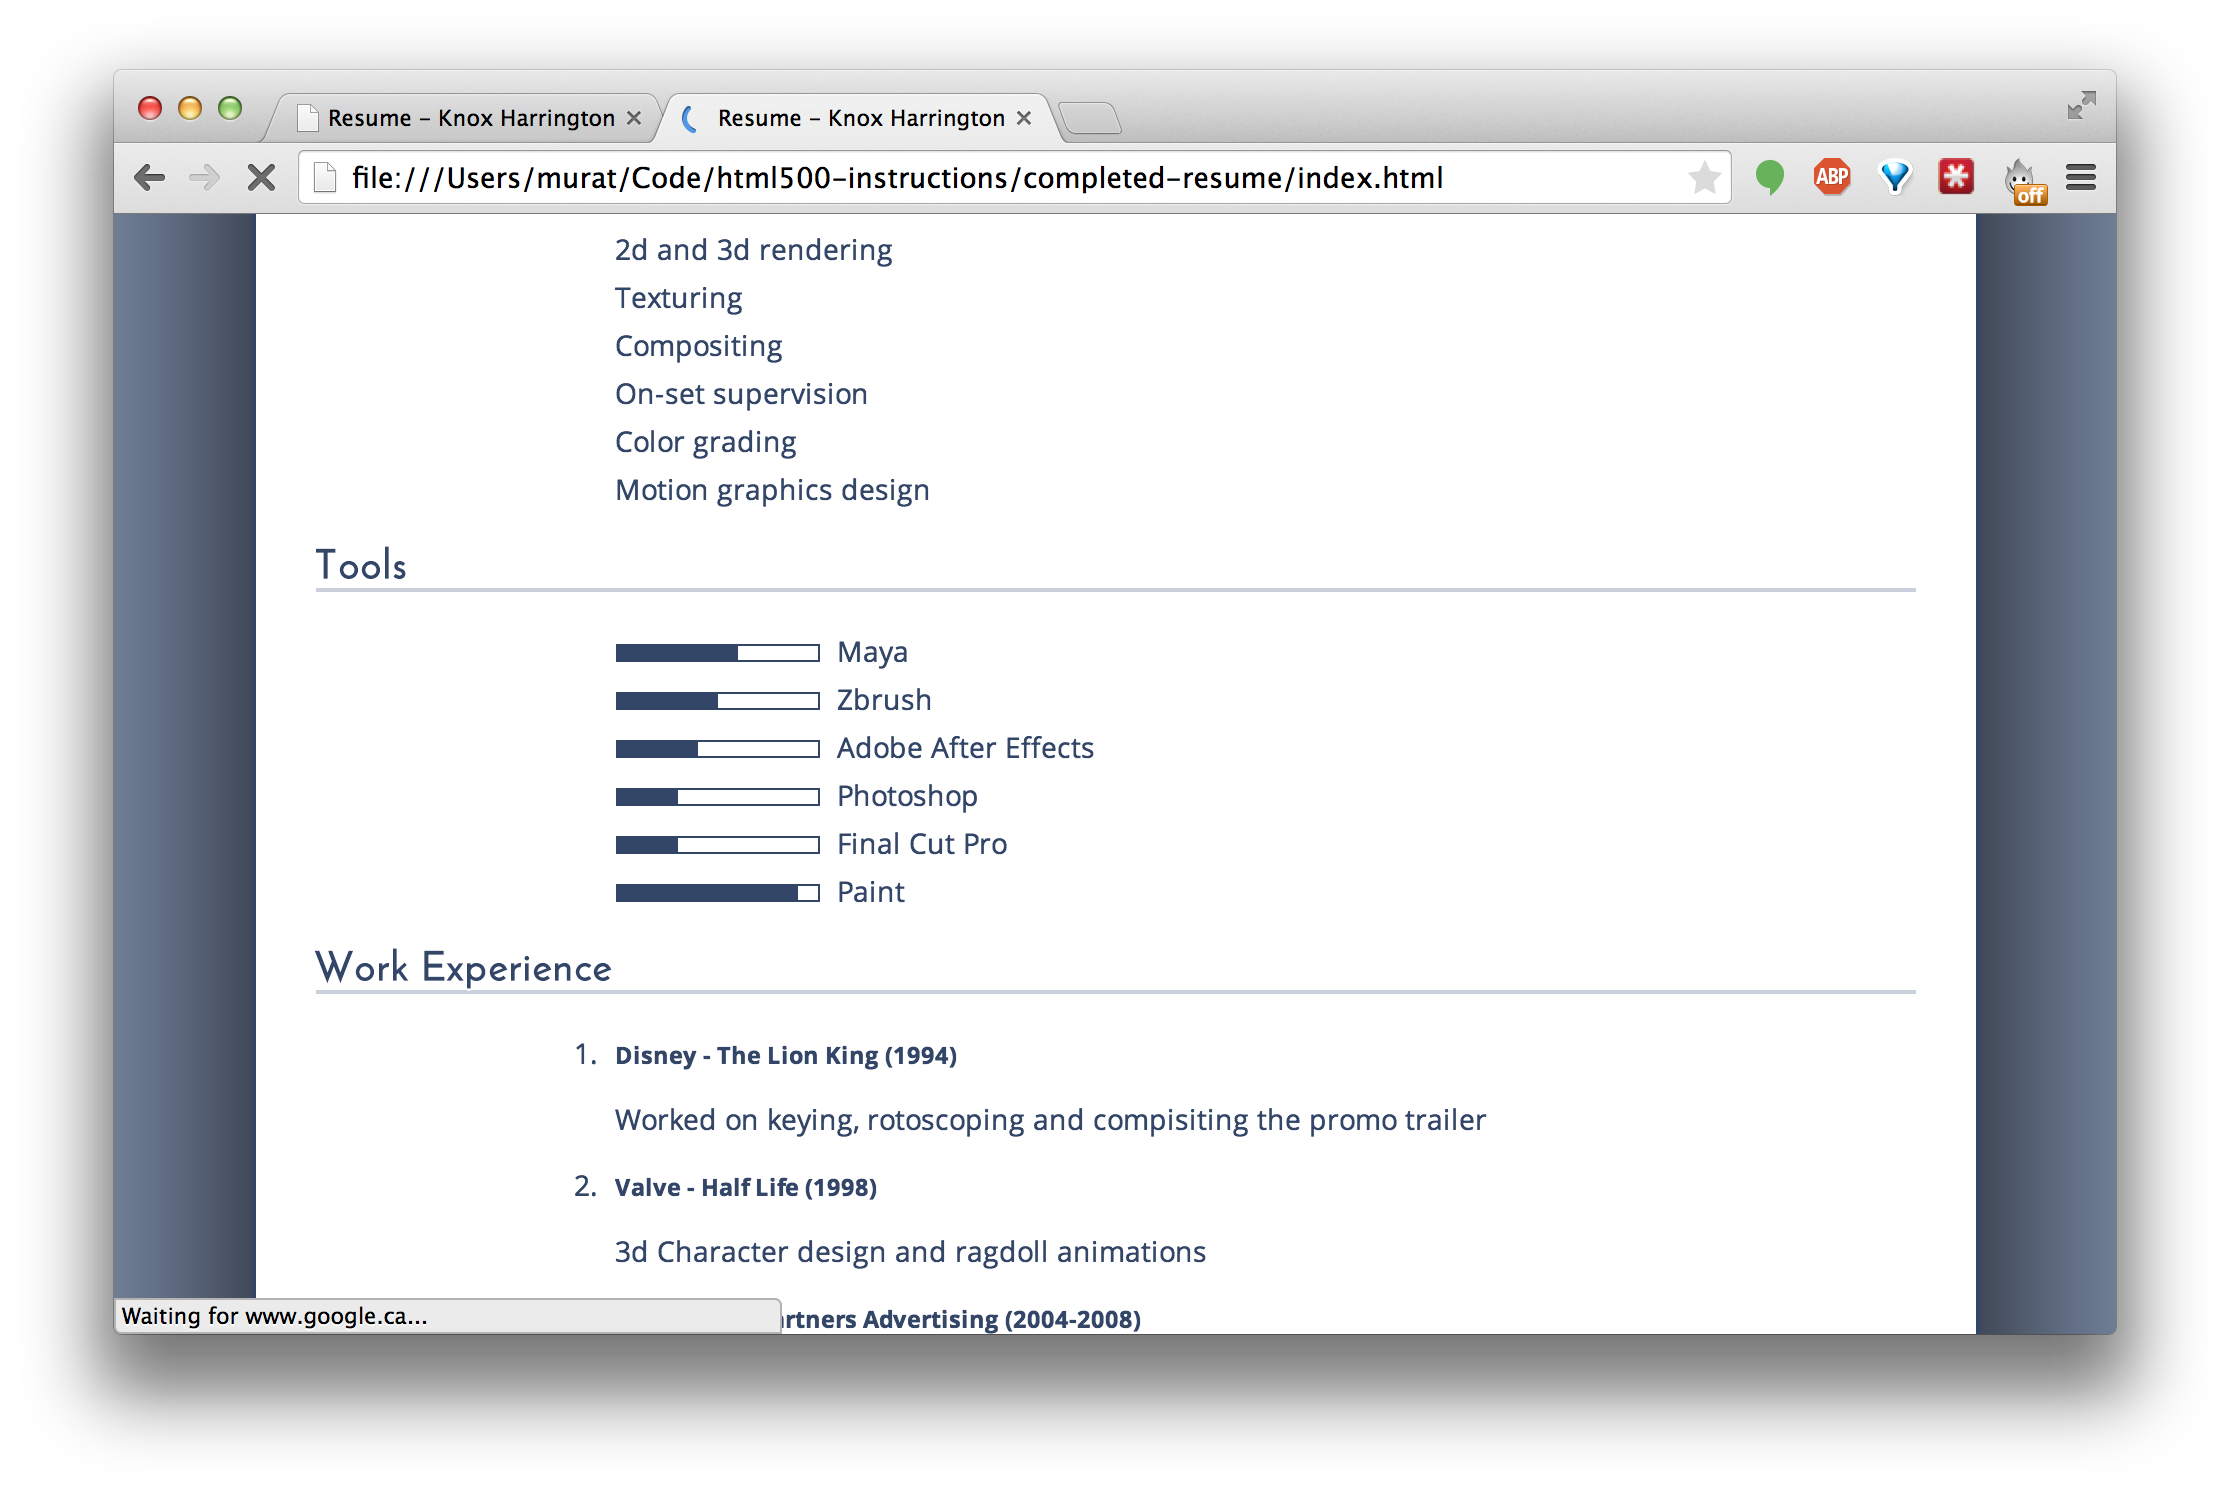 Resume – Knox Harrington
Resume – Knox Harrington
file:///Users/murat/Code/html500-instructions/completed-resume/index.html
ABP
off
2d and 3d rendering
Texturing
Compositing
On-set supervision
Color grading
Motion graphics design
Tools
Maya
Zbrush
Adobe After Effects
Photoshop
Final Cut Pro
Paint
Work Experience
1. Disney - The Lion King (1994)
Worked on keying, rotoscoping and compisiting the promo trailer
2. Valve - Half Life (1998)
3d Character design and ragdoll animations
Advertising (2004-2008)
Waiting for www.google.ca...